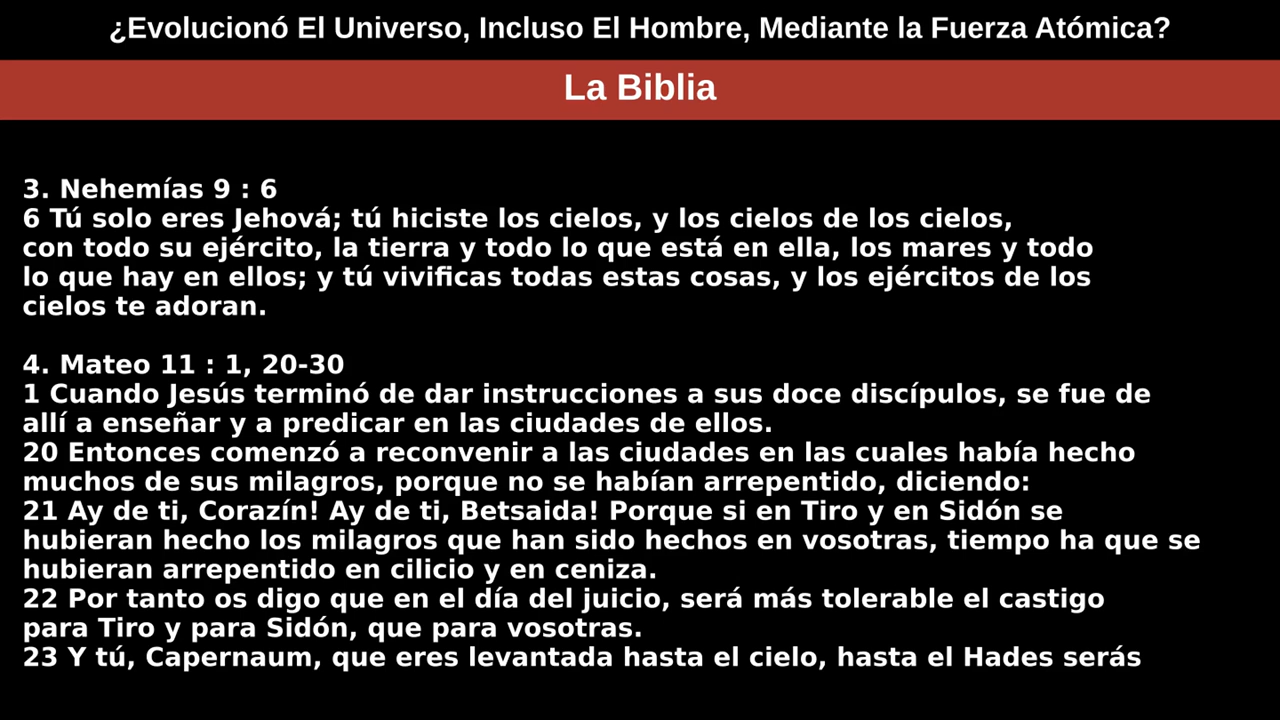 ¿Evolucionó El Universo, Incluso El Hombre, Mediante la Fuerza Atómica?
La Biblia
3. Nehemías 9 : 6
6 Tú solo eres Jehová; tú hiciste los cielos, y los cielos de los cielos,
con todo su ejército, la tierra y todo lo que está en ella, los mares y todo
lo que hay en ellos; y tú vivificas todas estas cosas, y los ejércitos de los
cielos te adoran.
4. Mateo 11 : 1, 20-30
1 Cuando Jesús terminó de dar instrucciones a sus doce discípulos, se fue de
allí a enseñar y a predicar en las ciudades de ellos.
20 Entonces comenzó a reconvenir a las ciudades en las cuales había hecho
muchos de sus milagros, porque no se habían arrepentido, diciendo:
21 Ay de ti, Corazín! Ay de ti, Betsaida! Porque si en Tiro y en Sidón se
hubieran hecho los milagros que han sido hechos en vosotras, tiempo ha que se
hubieran arrepentido en cilicio y en ceniza.
22 Por tanto os digo que en el día del juicio, será más tolerable el castigo
para Tiro y para Sidón, que para vosotras.
23 Y tú, Capernaum, que eres levantada hasta el cielo, hasta el Hades serás